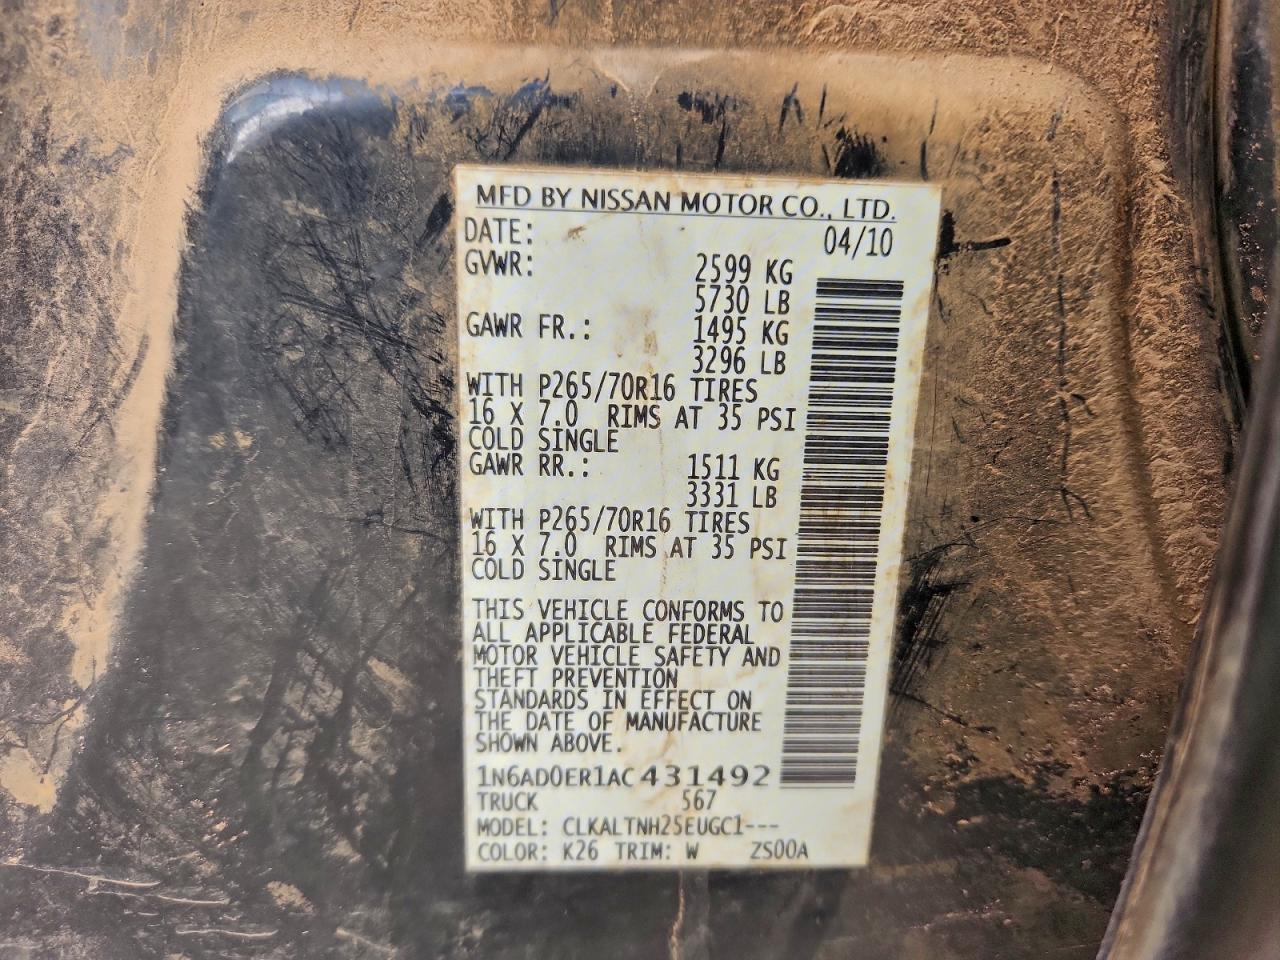 MFD BY NISSAN MOTOR CO., LTD.
DATE: 04/10
GVWR: 2599 KG
5730 LB
GAWR FR.: 1495 KG
3296 LB
WITH P265/70R16 TIRES
16 X 7.0 RIMS AT 35 PSI
COLD SINGLE
GAWR RR.: 1511 KG
3331 LB
WITH P265/70R16 TIRES
16 X 7.0 RIMS AT 35 PSI
COLD SINGLE
THIS VEHICLE CONFORMS TO
ALL APPLICABLE FEDERAL
MOTOR VEHICLE SAFETY AND
THEFT PREVENTION
STANDARDS IN EFFECT ON
THE DATE OF MANUFACTURE
SHOWN ABOVE.
1N6AD0ER1AC431492
TRUCK 567
MODEL: CLKALTNH25EUGC1---
COLOR: K26 TRIM: W ZS00A